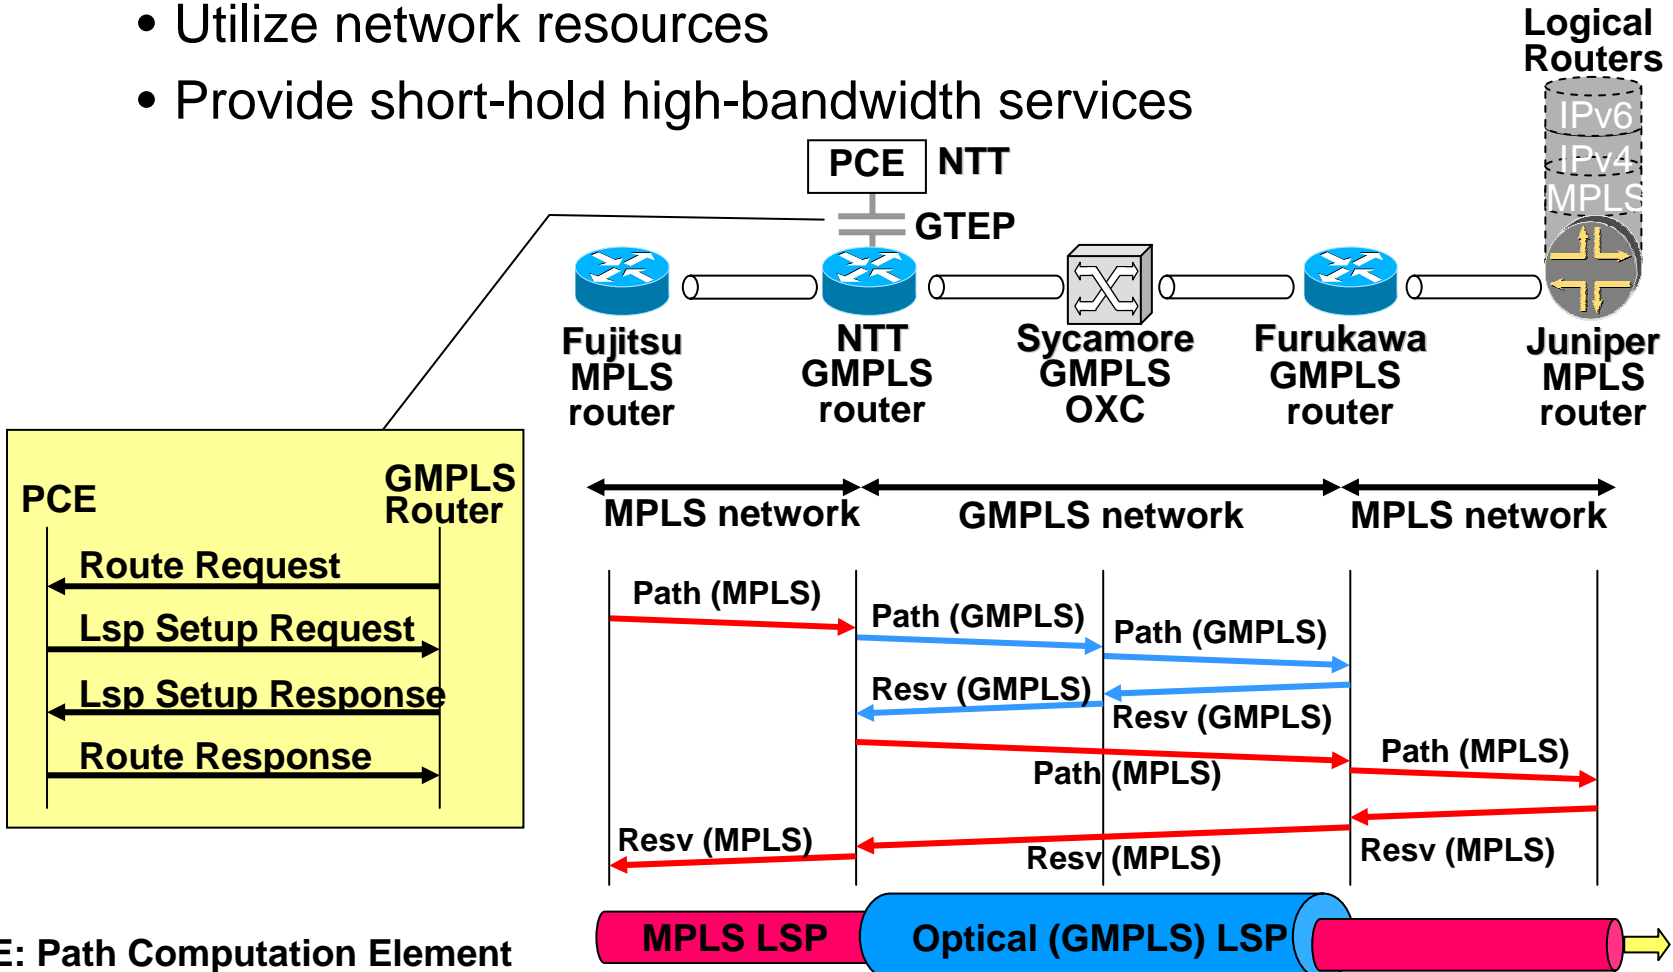 • Utilize network resources
• Provide short-hold high-bandwidth services
Logical
Routers
IPv6
IPv4
MPLS
PCE
NTT
GTEP
Fujitsu
MPLS
router
NTT
GMPLS
router
Sycamore
GMPLS
OXC
Furukawa
GMPLS
router
Juniper
MPLS
router
PCE
GMPLS
Router
Route Request
Lsp Setup Request
Lsp Setup Response
Route Response
MPLS network
GMPLS network
MPLS network
Path (MPLS)
Path (GMPLS)
Path (GMPLS)
Resv (GMPLS)
Resv (GMPLS)
Path (MPLS)
Path (MPLS)
Resv (MPLS)
Resv (MPLS)
Resv (MPLS)
MPLS LSP
Optical (GMPLS) LSP
E: Path Computation Element